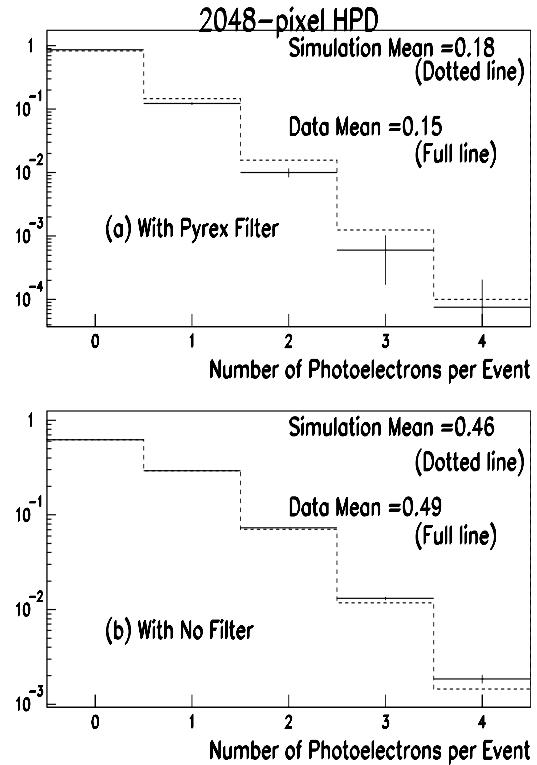 2048-pixel HPD
Simulation Mean =0.18
(Dotted line)
Data Mean =0.15
(Full line)
(a) With Pyrex Filter
1
10⁻¹
10⁻²
10⁻³
10⁻⁴
0 1 2 3 4
Number of Photoelectrons per Event
Simulation Mean =0.46
(Dotted line)
Data Mean =0.49
(Full line)
(b) With No Filter
1
10⁻¹
10⁻²
10⁻³
0 1 2 3 4
Number of Photoelectrons per Event